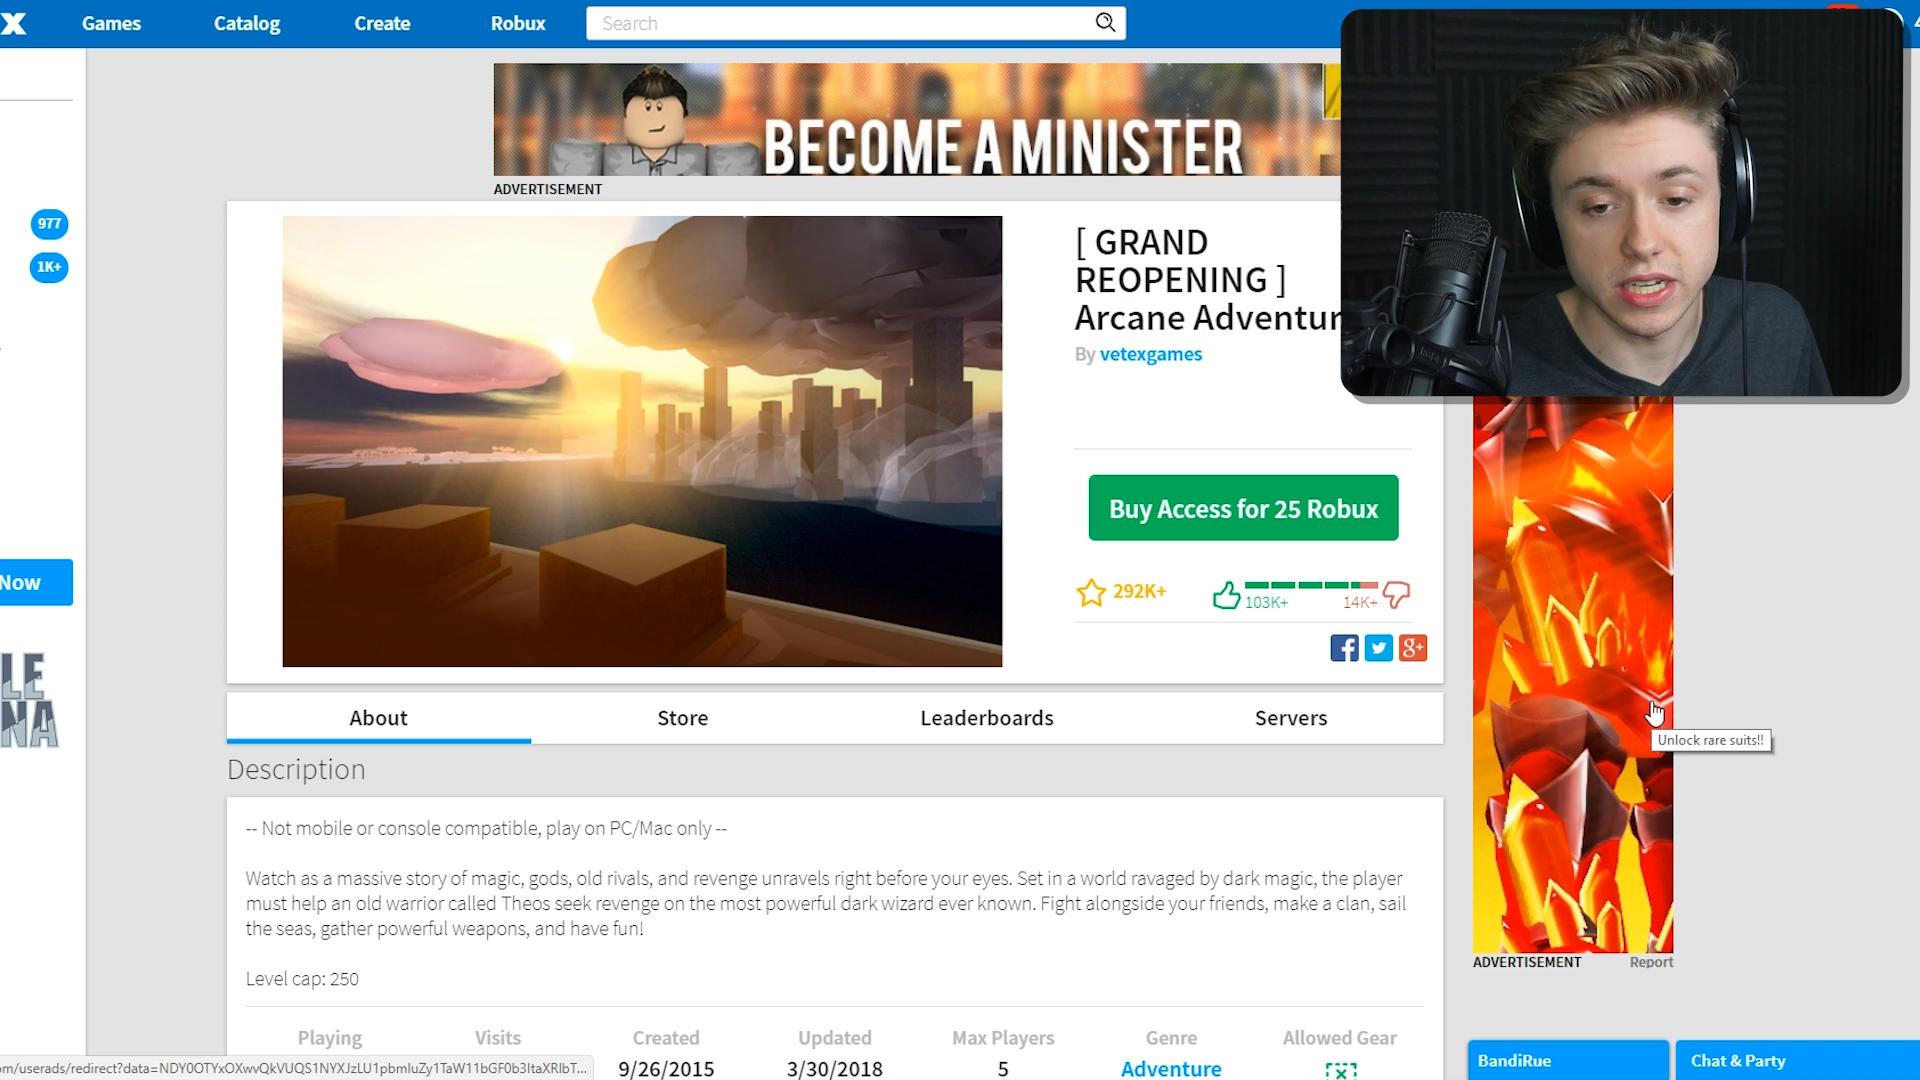 X Games Catalog Create Robux Search
BECOME A MINISTER
ADVERTISEMENT
977
1K+
[ GRAND
REOPENING ]
Arcane Adventur
By vetexgames
Buy Access for 25 Robux
292K+ 103K+ 14K+
Now
LE
NA
About Store Leaderboards Servers
Unlock rare suits!!
Description
-- Not mobile or console compatible, play on PC/Mac only --
Watch as a massive story of magic, gods, old rivals, and revenge unravels right before your eyes. Set in a world ravaged by dark magic, the player
must help an old warrior called Theos seek revenge on the most powerful dark wizard ever known. Fight alongside your friends, make a clan, sail
the seas, gather powerful weapons, and have fun!
ADVERTISEMENT Report
Level cap: 250
Playing Visits Created Updated Max Players Genre Allowed Gear
9/26/2015 3/30/2018 5 Adventure
BandiRue Chat & Party